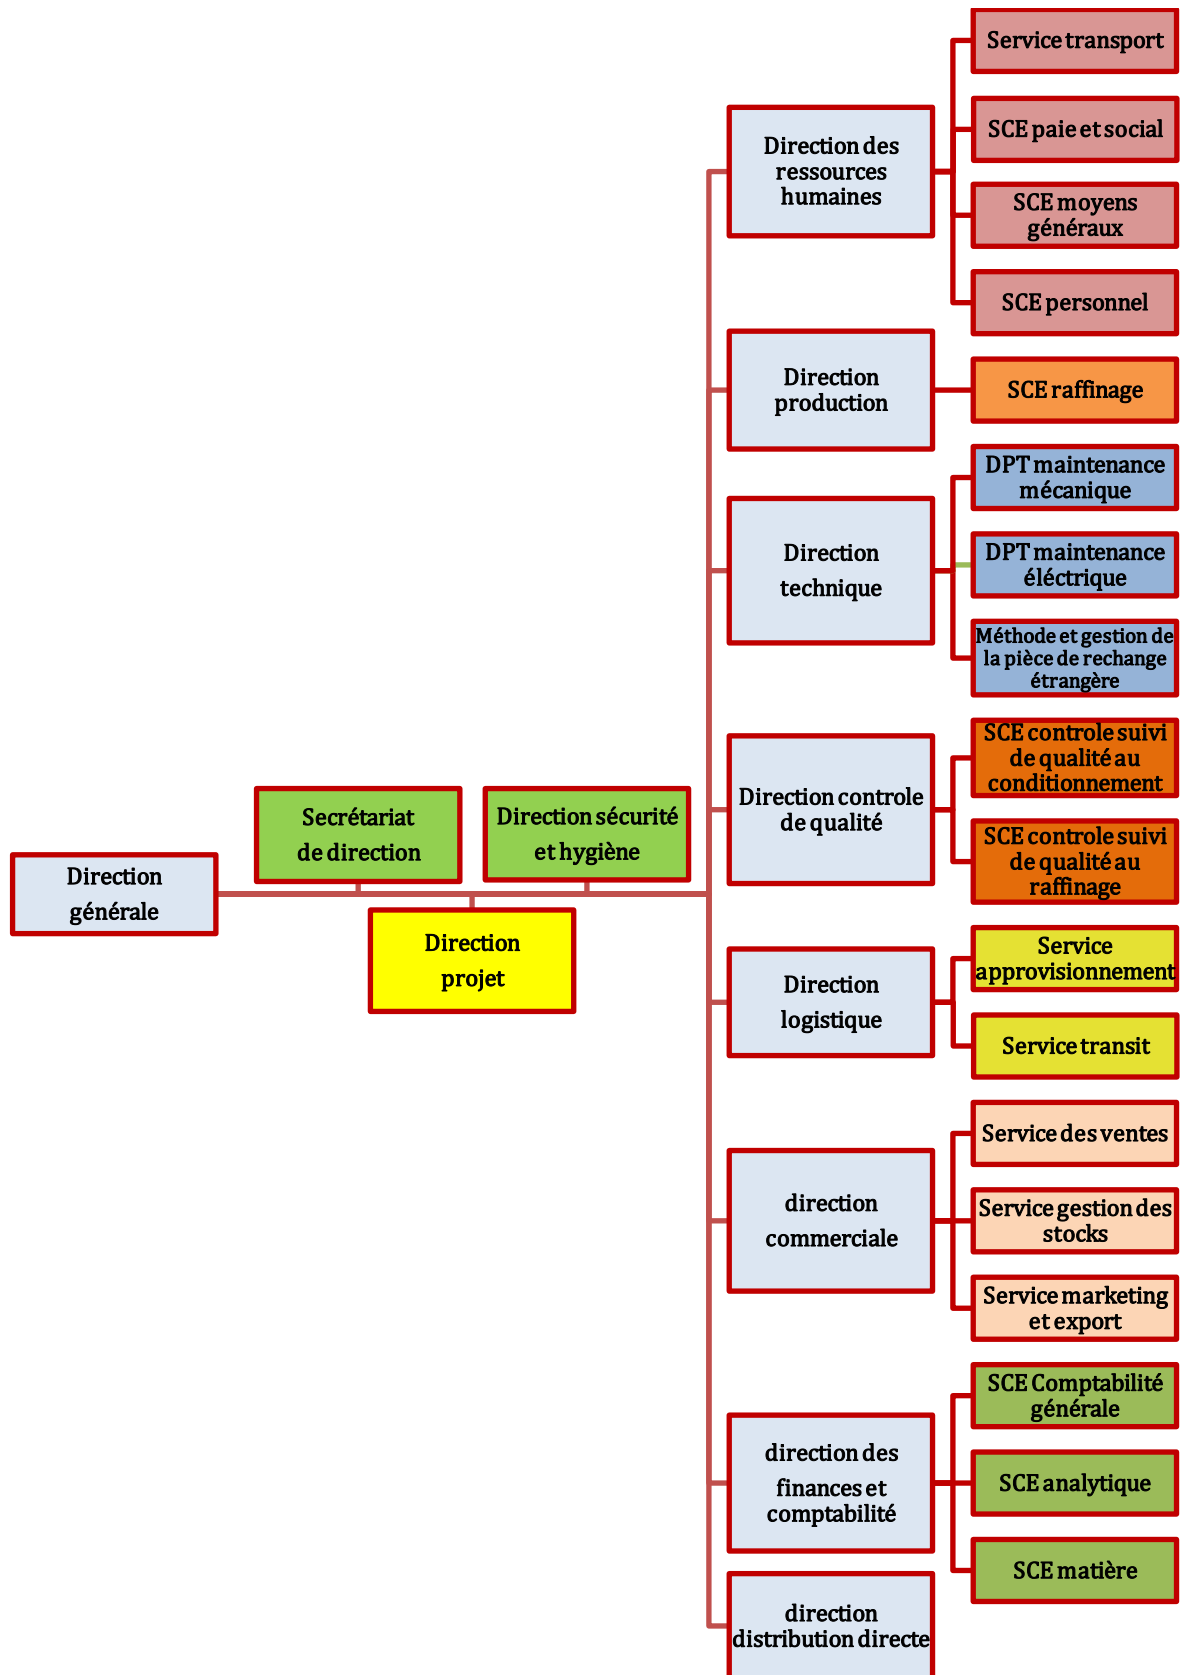 Direction
générale
Secrétariat
de direction
Direction sécurité
et hygiène
Direction
projet
Direction des
ressources
humaines
Service transport
SCE paie et social
SCE moyens
généraux
SCE personnel
Direction
production
SCE raffinage
Direction
technique
DPT maintenance
mécanique
DPT maintenance
éléctrique
Méthode et gestion de
la pièce de rechange
étrangère
Direction controle
de qualité
SCE controle suivi
de qualité au
conditionnement
SCE controle suivi
de qualité au
raffinage
Direction
logistique
Service
approvisionnement
Service transit
direction
commerciale
Service des ventes
Service gestion des
stocks
Service marketing
et export
direction des
finances et
comptabilité
SCE Comptabilité
générale
SCE analytique
SCE matière
direction
distribution directe